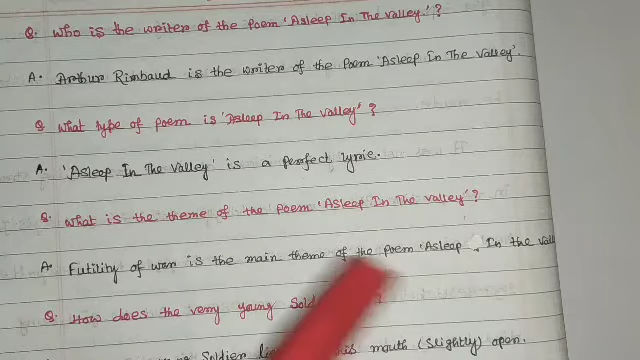 Q. Who is the writer of the poem 'Asleep In The Valley'?
A. Arthur Rimbaud is the writer of the Poem 'Asleep In The Valley'.
Q What type of poem is 'Asleep In The Valley'?
A. 'Asleep In The Valley' is a perfect lyric.
Q. What is the theme of the poem 'Asleep In The Valley'?
A. Futility of war is the main theme of the poem 'Asleep In the Vall
Q. How does the very young Sold ?
Soldier his mouth (slightly) open.